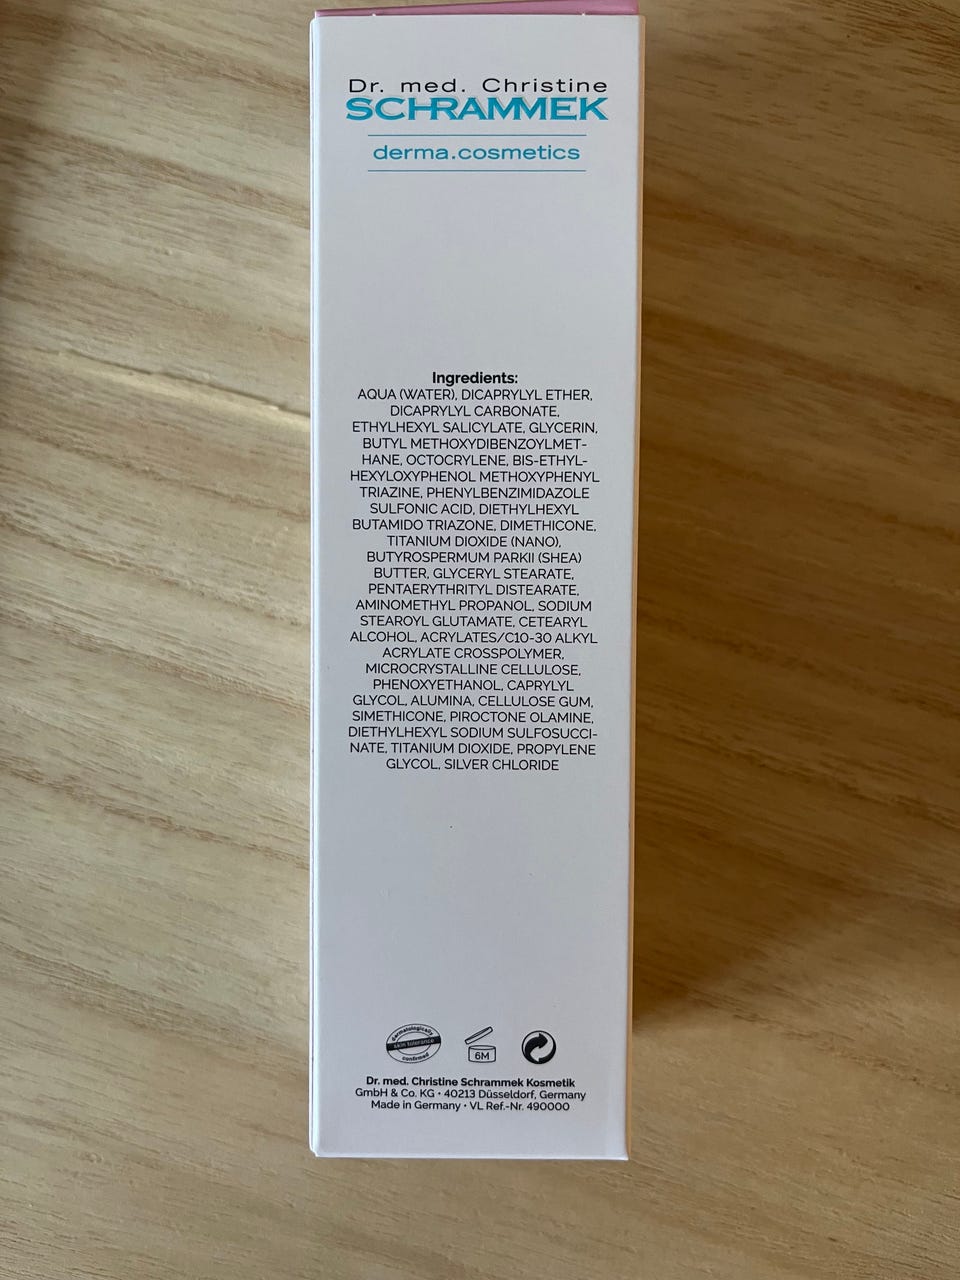 Dr. med. Christine
SCHRAMMEK
derma.cosmetics
Ingredients:
AQUA (WATER), DICAPRYLYL ETHER,
DICAPRYLYL CARBONATE,
ETHYLHEXYL SALICYLATE, GLYCERIN,
BUTYL METHOXYDIBENZOYLMET-
HANE, OCTOCRYLENE, BIS-ETHYL-
HEXYLOXYPHENOL METHOXYPHENYL
TRIAZINE, PHENYLBENZIMIDAZOLE
SULFONIC ACID, DIETHYLHEXYL
BUTAMIDO TRIAZONE, DIMETHICONE,
TITANIUM DIOXIDE (NANO),
BUTYROSPERMUM PARKII (SHEA)
BUTTER, GLYCERYL STEARATE,
PENTAERYTHRITYL DISTEARATE,
AMINOMETHYL PROPANOL, SODIUM
STEAROYL GLUTAMATE, CETEARYL
ALCOHOL, ACRYLATES/C10-30 ALKYL
ACRYLATE CROSSPOLYMER,
MICROCRYSTALLINE CELLULOSE,
PHENOXYETHANOL, CAPRYLYL
GLYCOL, ALUMINA, CELLULOSE GUM,
SIMETHICONE, PIROCTONE OLAMINE,
DIETHYLHEXYL SODIUM SULFOSUCCI-
NATE, TITANIUM DIOXIDE, PROPYLENE
GLYCOL, SILVER CHLORIDE
dermatologically
skin tolerance
confirmed
6M
Dr. med. Christine Schrammek Kosmetik
GmbH & Co. KG • 40213 Düsseldorf, Germany
Made in Germany • VL Ref.-Nr. 490000